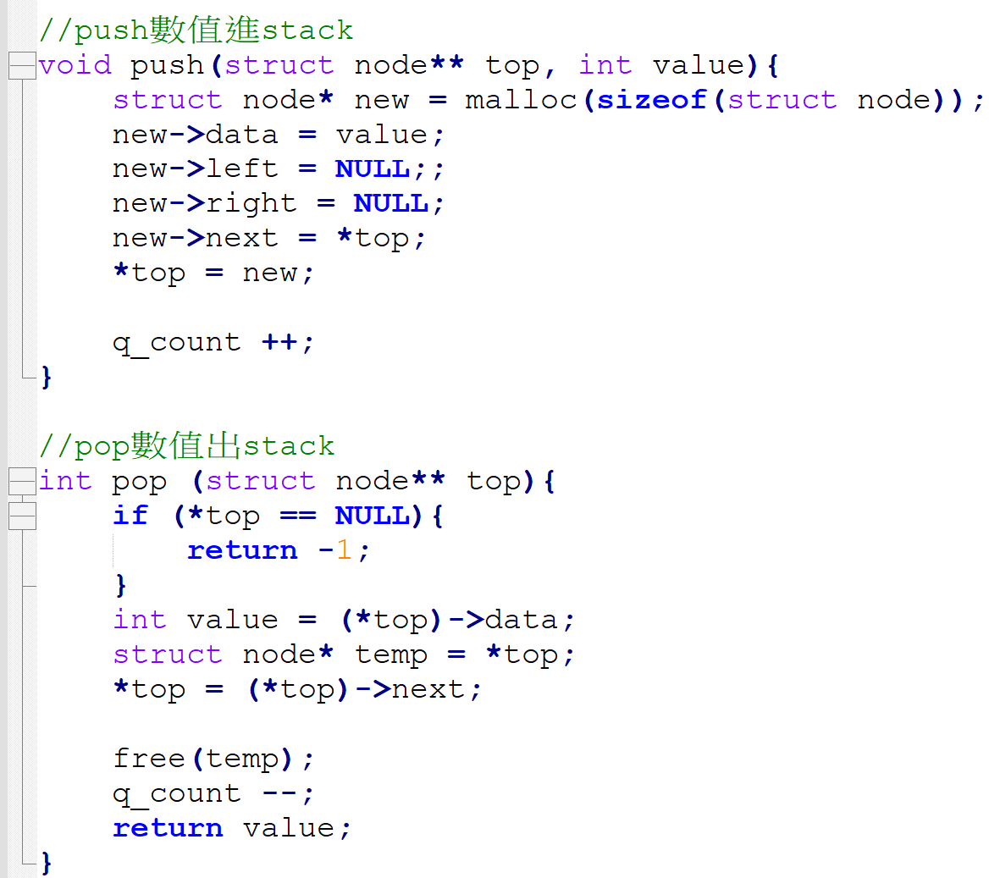 //push數值進stack
void push(struct node** top, int value){
    struct node* new = malloc(sizeof(struct node));
    new->data = value;
    new->left = NULL;;
    new->right = NULL;
    new->next = *top;
    *top = new;

    q_count ++;
}

//pop數值出stack
int pop (struct node** top){
    if (*top == NULL){
        return -1;
    }
    int value = (*top)->data;
    struct node* temp = *top;
    *top = (*top)->next;

    free(temp);
    q_count --;
    return value;
}